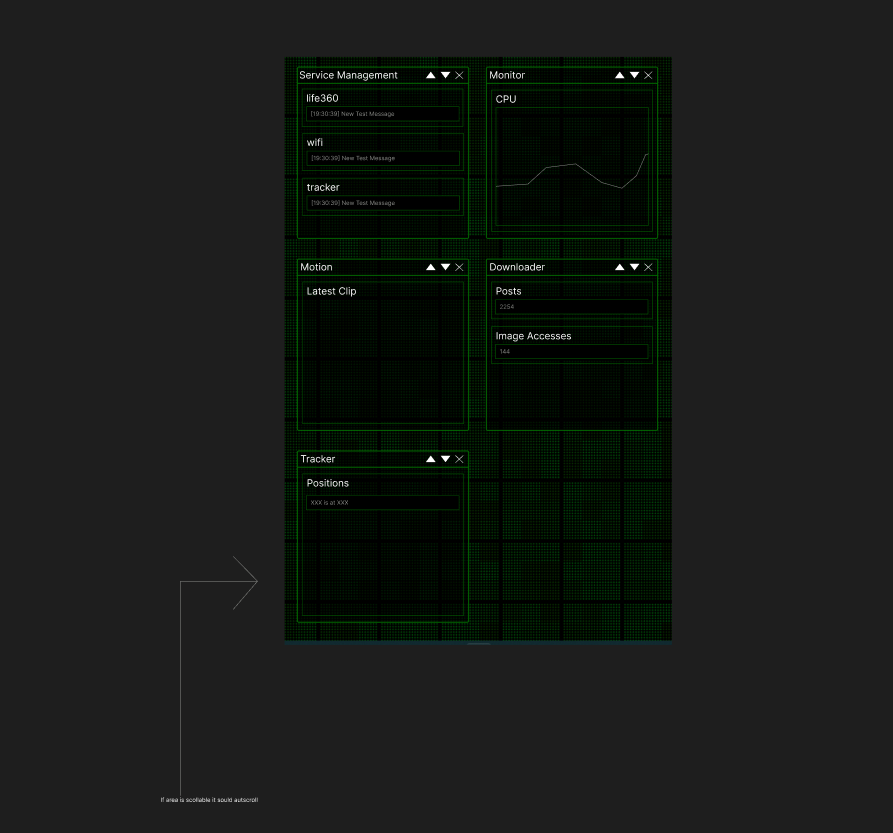 Service Management
life360
[19:30:39] New Test Message
wifi
[19:30:39] New Test Message
tracker
[19:30:39] New Test Message
Monitor
CPU
Motion
Latest Clip
Downloader
Posts
2254
Image Accesses
144
Tracker
Positions
XXX is at XXX
If area is scollable it sould autscroll